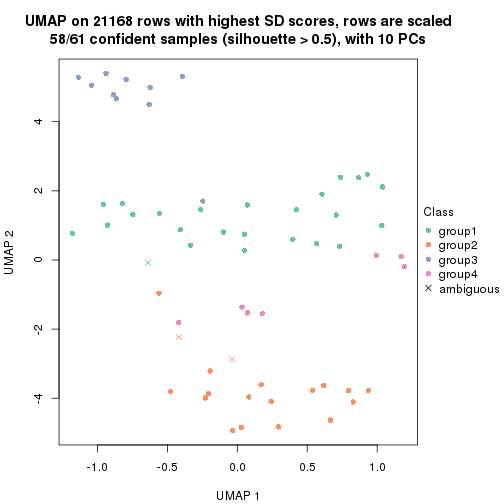 UMAP on 21168 rows with highest SD scores, rows are scaled
58/61 confident samples (silhouette > 0.5), with 10 PCs
4
2
0
-2
-4
UMAP 2
-1.0 -0.5 0.0 0.5 1.0
UMAP 1
Class
group1
group2
group3
group4
ambiguous